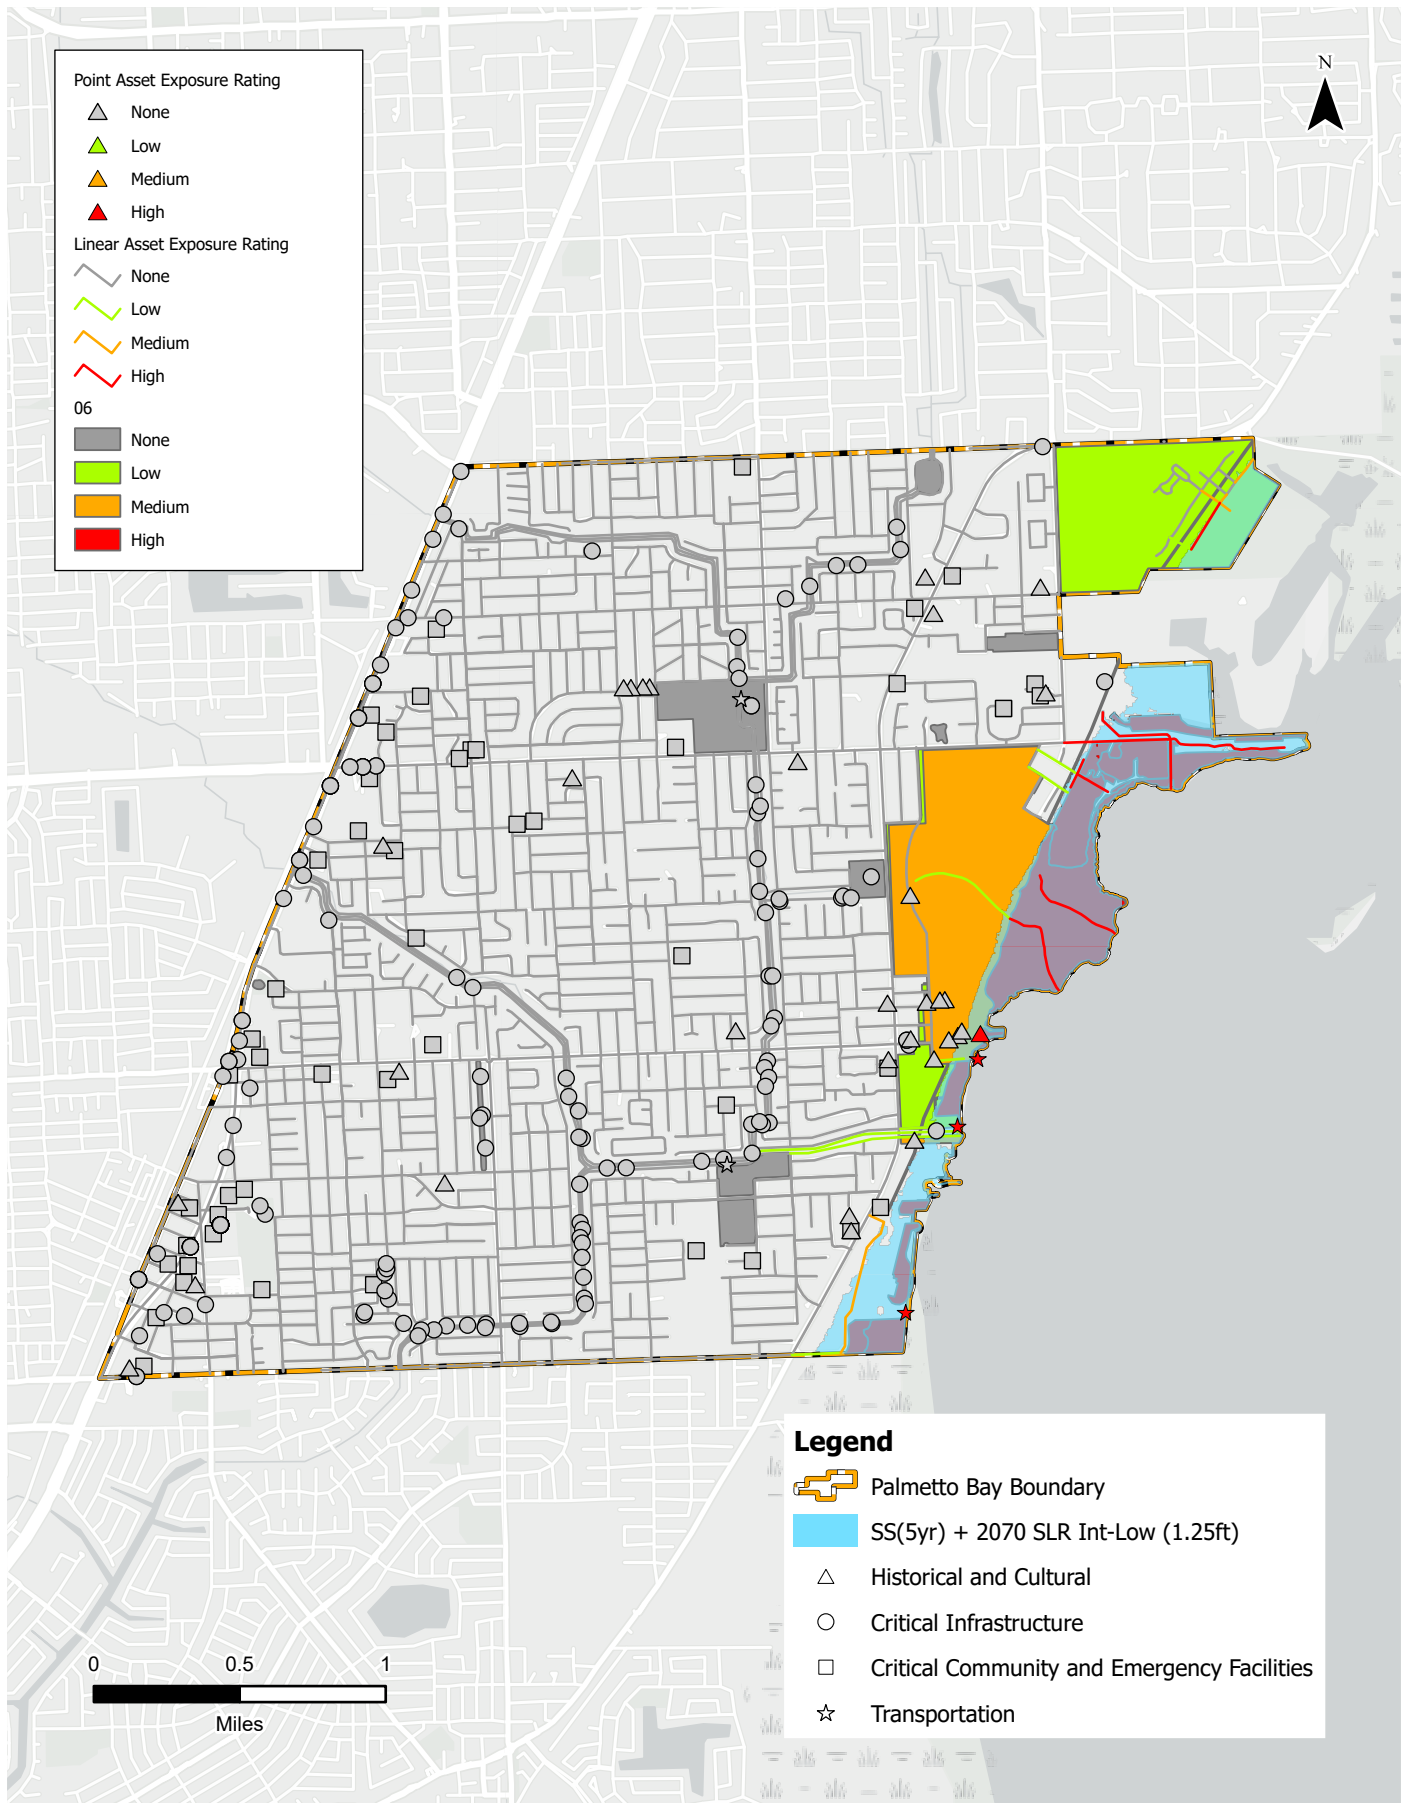 Point Asset Exposure Rating
None
Low
Medium
High
Linear Asset Exposure Rating
None
Low
Medium
High
06
None
Low
Medium
High
N
Legend
Palmetto Bay Boundary
SS(5yr) + 2070 SLR Int-Low (1.25ft)
Historical and Cultural
Critical Infrastructure
Critical Community and Emergency Facilities
Transportation
0 0.5 1
Miles